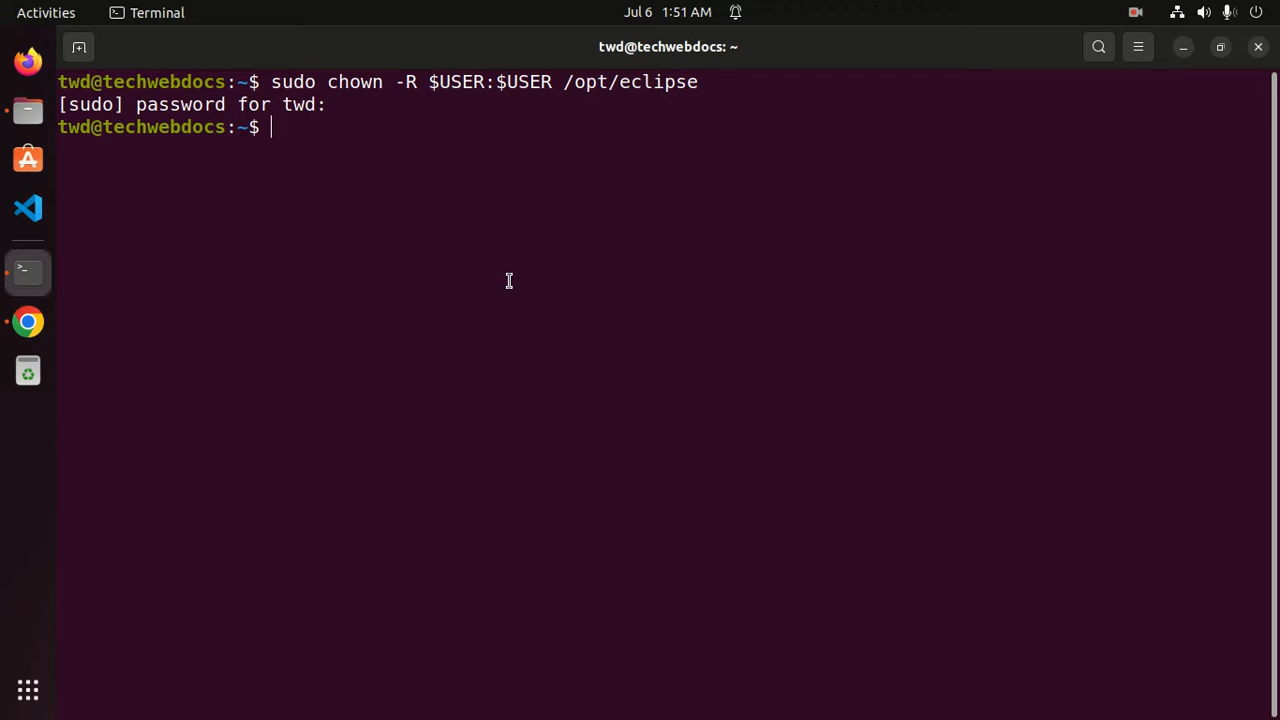 Activities Terminal Jul 6 1:51 AM
twd@techwebdocs: ~
twd@techwebdocs:~$ sudo chown -R $USER:$USER /opt/eclipse
[sudo] password for twd:
twd@techwebdocs:~$